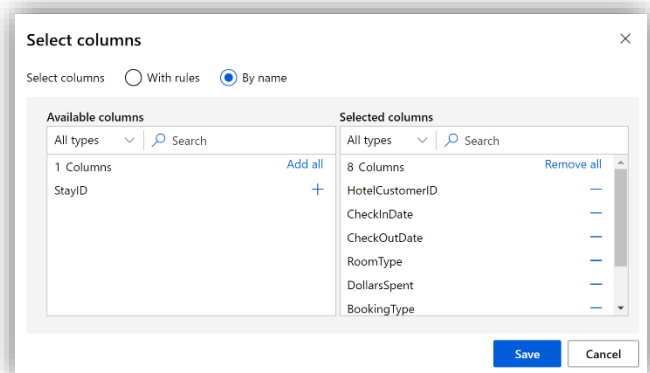 Select columns
Select columns With rules By name
Available columns Selected columns
All types Search All types Search
1 Columns Add all 8 Columns Remove all
StayID HotelCustomerID
CheckInDate
CheckOutDate
RoomType
DollarsSpent
BookingType
Save Cancel